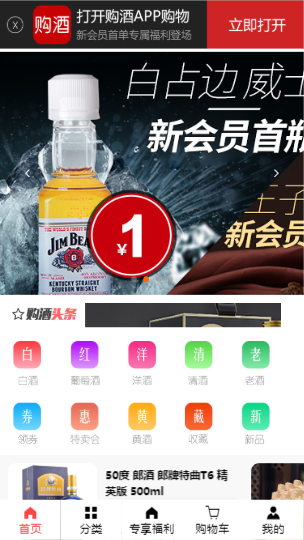 X
购酒
打开购酒APP购物
新会员首单专属福利登场
立即打开
白占边威士
新会员首瓶
王子
新会员
JIM BEA
KENTUCKY STRAIGHT
BOURBON WHISKEY
¥1
购酒头条
白 红 洋 清 老
白酒 葡萄酒 洋酒 清酒 老酒
券 惠 黄 藏 新
领券 特卖会 黄酒 收藏 新品
50度 郎酒 郎牌特曲T6 精
英版 500ml
首页 分类 专享福利 购物车 我的